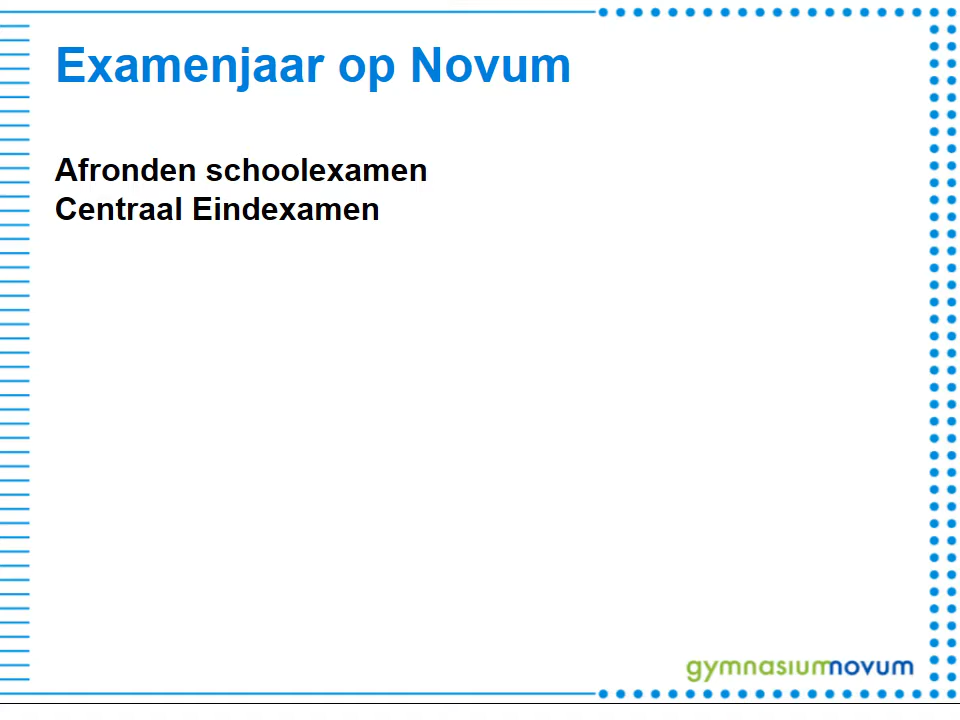 Examenjaar op Novum
Afronden schoolexamen
Centraal Eindexamen
gymnasiumnovum